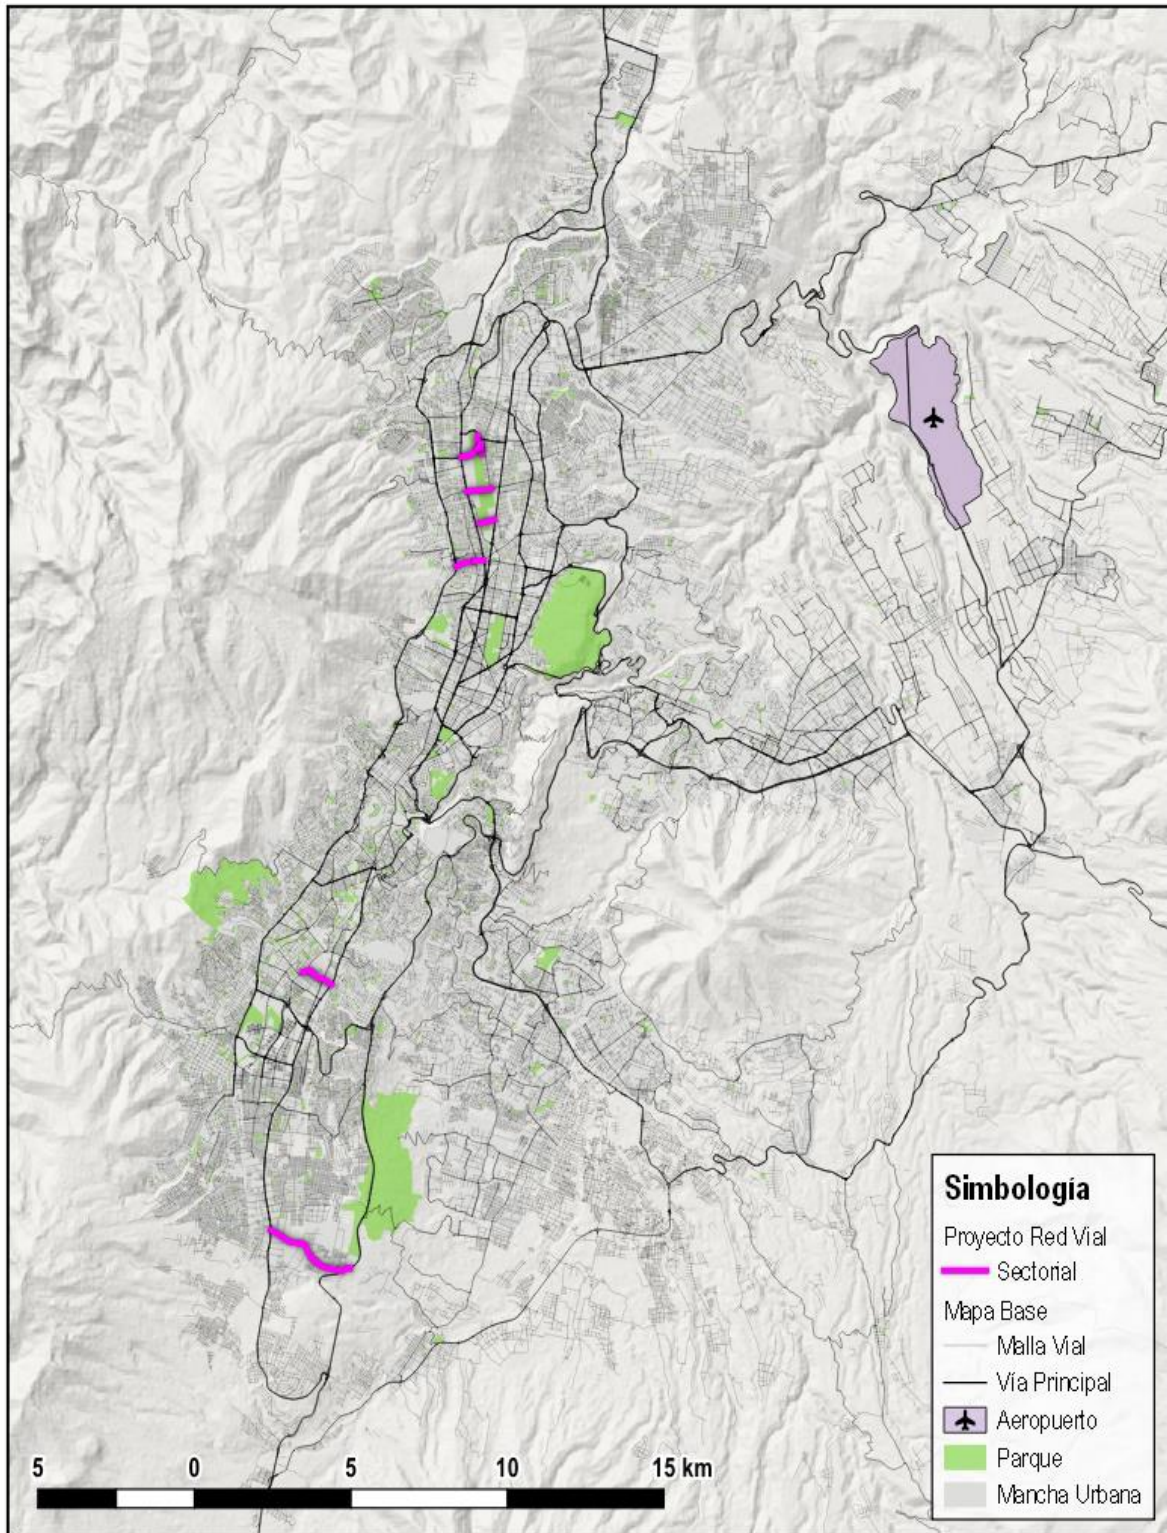 Simbología
Proyecto Red Vial
Sectorial
Mapa Base
Malla Vial
Vía Principal
Aeropuerto
Parque
Mancha Urbana
5 0 5 10 15 km